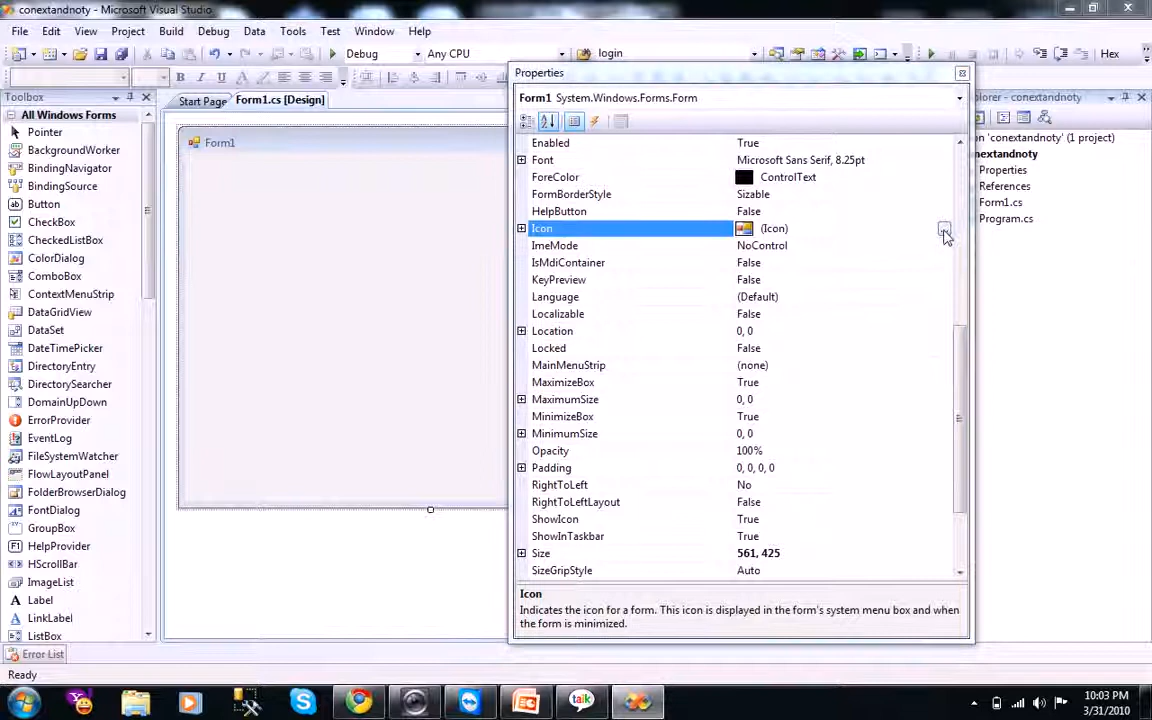 conextandnoty - Microsoft Visual Studio
File Edit View Project Build Debug Data Tools Test Window Help
Debug Any CPU login Hex
Toolbox
All Windows Forms
Pointer
BackgroundWorker
BindingNavigator
BindingSource
Button
CheckBox
CheckedListBox
ColorDialog
ComboBox
ContextMenuStrip
DataGridView
DataSet
DateTimePicker
DirectoryEntry
DirectorySearcher
DomainUpDown
ErrorProvider
EventLog
FileSystemWatcher
FlowLayoutPanel
FolderBrowserDialog
FontDialog
GroupBox
HelpProvider
HScrollBar
ImageList
Label
LinkLabel
ListBox
Start Page Form1.cs [Design]
Form1
Properties
Form1 System.Windows.Forms.Form
Enabled True
Font Microsoft Sans Serif, 8.25pt
ForeColor ControlText
FormBorderStyle Sizable
HelpButton False
Icon (Icon)
ImeMode NoControl
IsMdiContainer False
KeyPreview False
Language (Default)
Localizable False
Location 0, 0
Locked False
MainMenuStrip (none)
MaximizeBox True
MaximumSize 0, 0
MinimizeBox True
MinimumSize 0, 0
Opacity 100%
Padding 0, 0, 0, 0
RightToLeft No
RightToLeftLayout False
ShowIcon True
ShowInTaskbar True
Size 561, 425
SizeGripStyle Auto
Icon
Indicates the icon for a form. This icon is displayed in the form's system menu box and when
the form is minimized.
plorer - conextandnoty
on 'conextandnoty' (1 project)
nextandnoty
Properties
References
Form1.cs
Program.cs
Error List
Ready
talk
10:03 PM
3/31/2010